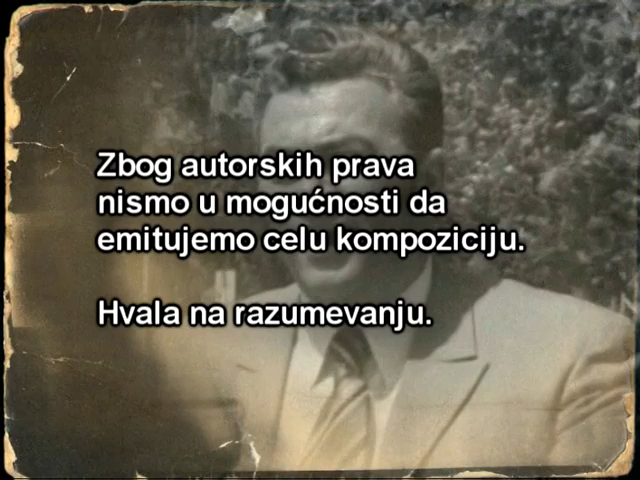 Zbog autorskih prava
nismo u mogućnosti da
emitujemo celu kompoziciju.
Hvala na razumevanju.